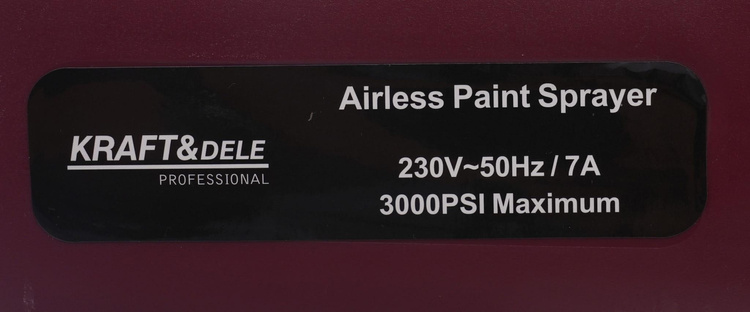 KRAFT&DELE
PROFESSIONAL
Airless Paint Sprayer
230V~50Hz / 7A
3000PSI Maximum